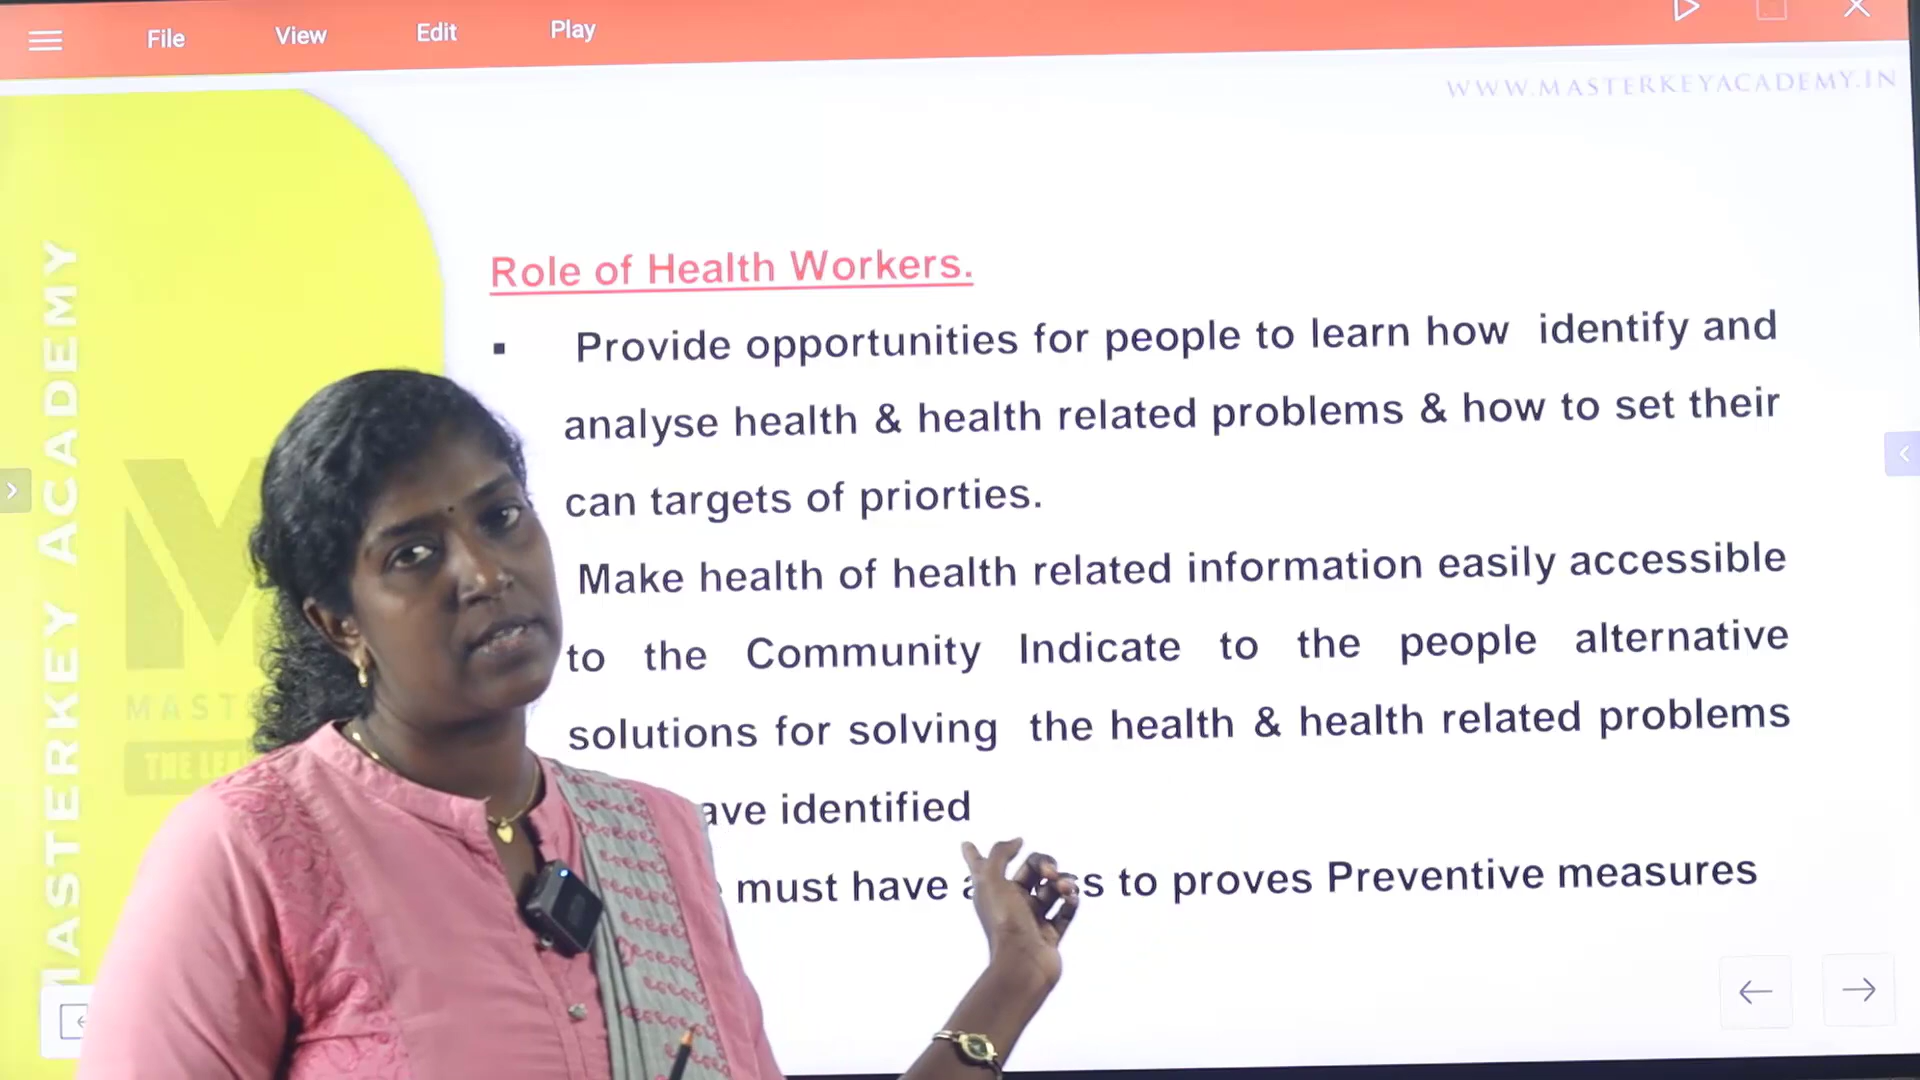 File View Edit Play
WWW.MASTERKEYACADEMY.IN
MASTERKEY ACADEMY
Role of Health Workers.
▪ Provide opportunities for people to learn how identify and
analyse health & health related problems & how to set their
can targets of priorties.
Make health of health related information easily accessible
to the Community Indicate to the people alternative
solutions for solving the health & health related problems
identified
must have to proves Preventive measures